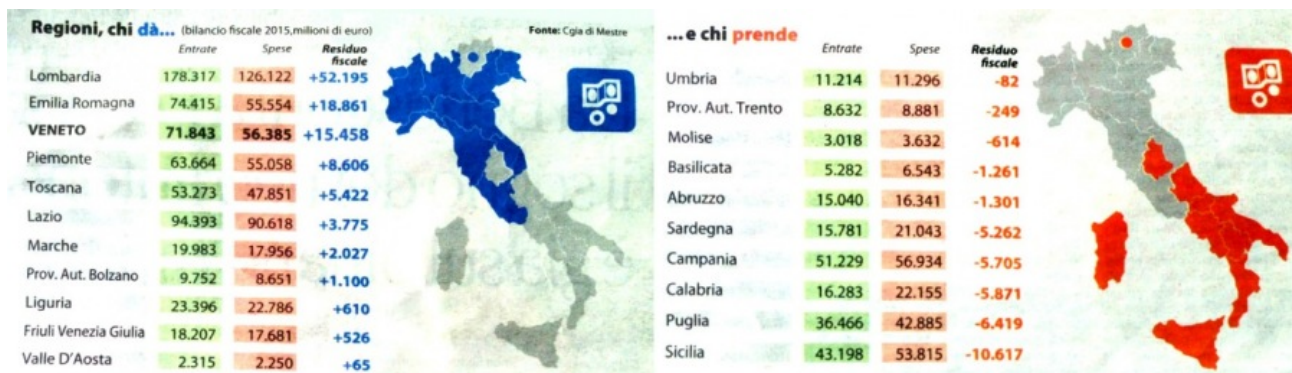 Regioni, chi dà... (bilancio fiscale 2015, milioni di euro) Fonte: Cgia di Mestre
Entrate Spese Residuo fiscale
Lombardia 178.317 126.122 +52.195
Emilia Romagna 74.415 55.554 +18.861
VENETO 71.843 56.385 +15.458
Piemonte 63.664 55.058 +8.606
Toscana 53.273 47.851 +5.422
Lazio 94.393 90.618 +3.775
Marche 19.983 17.956 +2.027
Prov. Aut. Bolzano 9.752 8.651 +1.100
Liguria 23.396 22.786 +610
Friuli Venezia Giulia 18.207 17.681 +526
Valle D'Aosta 2.315 2.250 +65
...e chi prende
Entrate Spese Residuo fiscale
Umbria 11.214 11.296 -82
Prov. Aut. Trento 8.632 8.881 -249
Molise 3.018 3.632 -614
Basilicata 5.282 6.543 -1.261
Abruzzo 15.040 16.341 -1.301
Sardegna 15.781 21.043 -5.262
Campania 51.229 56.934 -5.705
Calabria 16.283 22.155 -5.871
Puglia 36.466 42.885 -6.419
Sicilia 43.198 53.815 -10.617